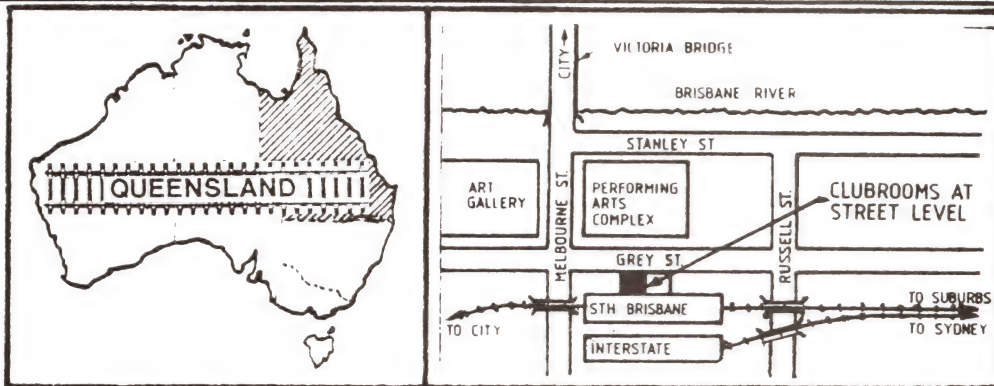 QUEENSLAND
CITY
VICTORIA BRIDGE
BRISBANE RIVER
STANLEY ST
ART
GALLERY
MELBOURNE ST.
PERFORMING
ARTS
COMPLEX
RUSSELL ST.
CLUBROOMS AT
STREET LEVEL
GREY ST.
TO CITY
STH BRISBANE
INTERSTATE
TO SUBURBS
TO SYDNEY